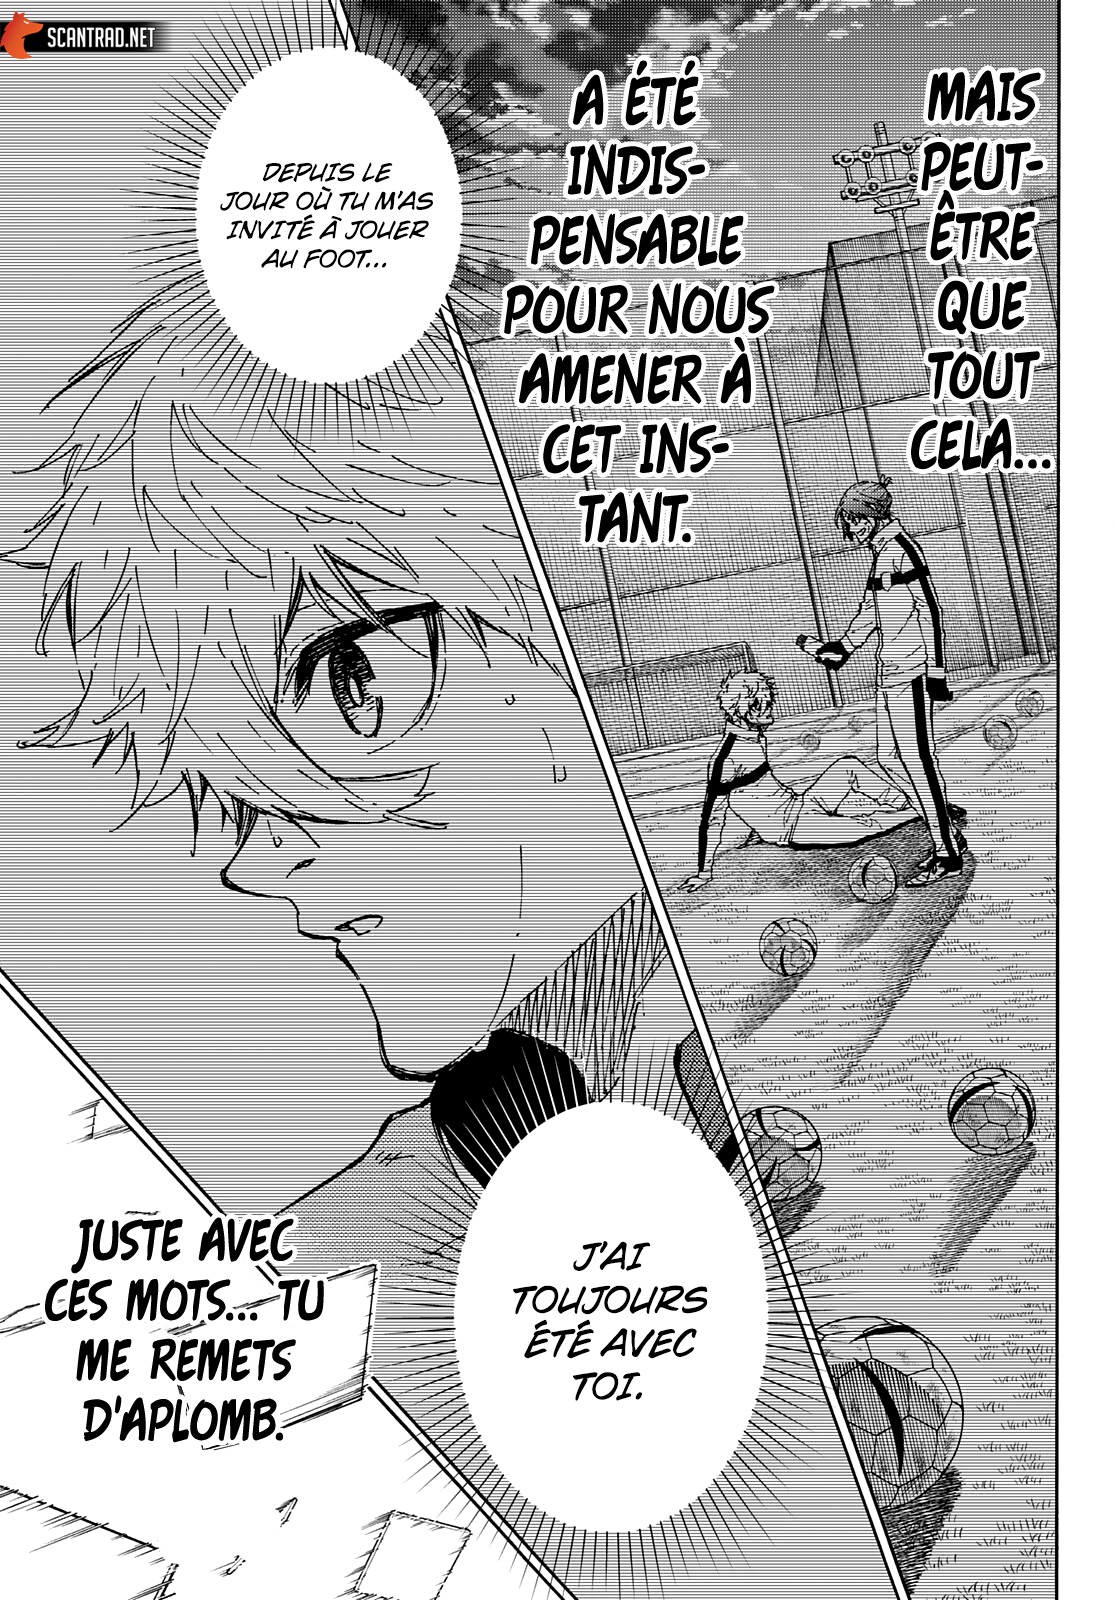 SCANTRAD.NET
MAIS
PEUT-
ÊTRE
QUE
TOUT
CELA...
A ÉTÉ
INDIS-
PENSABLE
POUR NOUS
AMENER À
CET INS-
TANT.
DEPUIS LE
JOUR OÙ TU M'AS
INVITÉ À JOUER
AU FOOT...
J'AI
TOUJOURS
ÉTÉ AVEC
TOI.
JUSTE AVEC
CES MOTS... TU
ME REMETS
D'APLOMB.